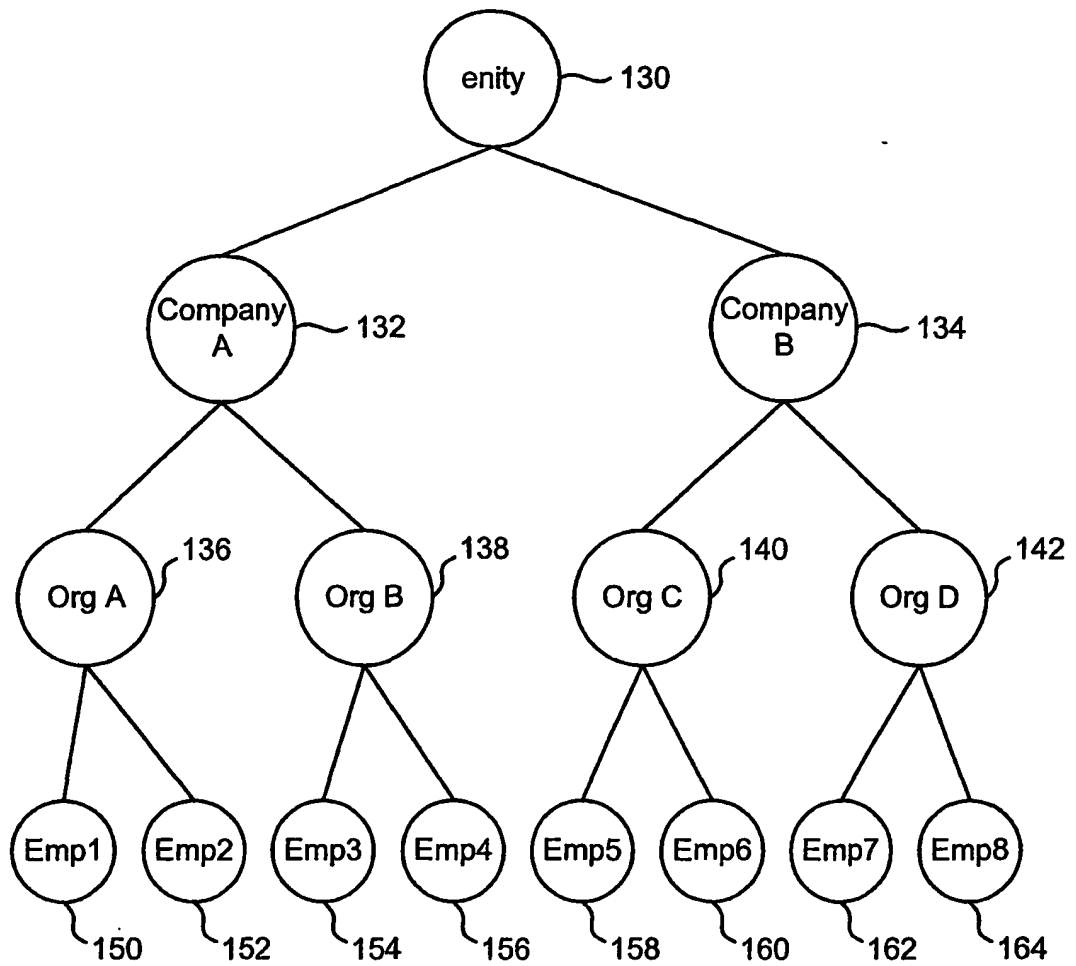 enity
130
Company
A
132
Company
B
134
Org A
136
Org B
138
Org C
140
Org D
142
Emp1
Emp2
Emp3
Emp4
Emp5
Emp6
Emp7
Emp8
150
152
154
156
158
160
162
164